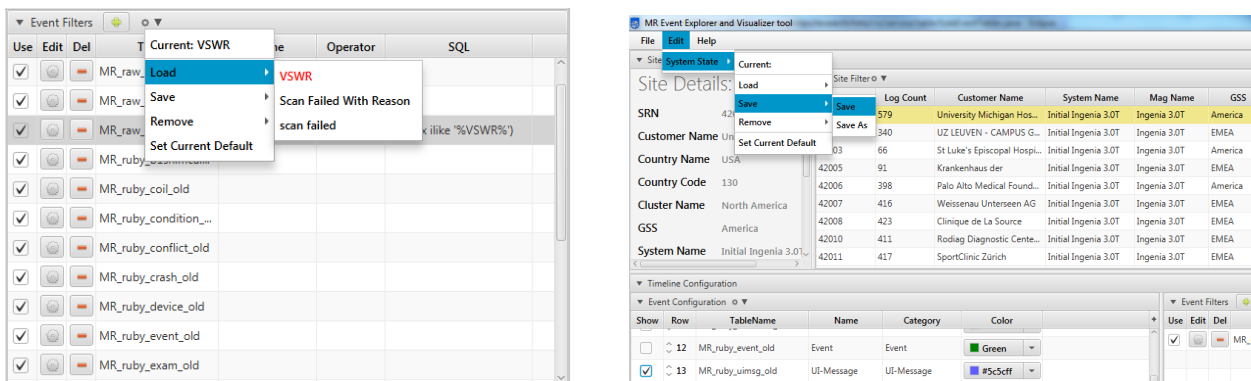 ▼ Event Filters ▼
Use Edit Del T ne Operator SQL
Current: VSWR
Load
Save
Remove
Set Current Default
VSWR
Scan Failed With Reason
scan failed
MR_raw_
MR_raw_
MR_raw_ x ilike '%VSWR%')
MR_ruby_coil_old
MR_ruby_condition_...
MR_ruby_conflict_old
MR_ruby_crash_old
MR_ruby_device_old
MR_ruby_event_old
MR_ruby_exam_old
MR Event Explorer and Visualizer tool
File Edit Help
System State
Current:
Load
Save
Remove
Set Current Default
Save
Save As
▼ Site
Site Details:
SRN 42
Customer Name Un
Country Name USA
Country Code 130
Cluster Name North America
GSS America
System Name Initial Ingenia 3.0T
Site Filter ▼
Log Count Customer Name System Name Mag Name GSS
579 University Michigan Hos... Initial Ingenia 3.0T Ingenia 3.0T America
340 UZ LEUVEN - CAMPUS G... Initial Ingenia 3.0T Ingenia 3.0T EMEA
03 66 St Luke's Episcopal Hospi... Initial Ingenia 3.0T Ingenia 3.0T America
42005 91 Krankenhaus der Initial Ingenia 3.0T Ingenia 3.0T EMEA
42006 398 Palo Alto Medical Found... Initial Ingenia 3.0T Ingenia 3.0T America
42007 416 Weissenau Unterseen AG Initial Ingenia 3.0T Ingenia 3.0T EMEA
42008 423 Clinique de La Source Initial Ingenia 3.0T Ingenia 3.0T EMEA
42010 411 Rodiag Diagnostic Cente... Initial Ingenia 3.0T Ingenia 3.0T EMEA
42011 417 SportClinic Zürich Initial Ingenia 3.0T Ingenia 3.0T EMEA
▼ Timeline Configuration
▼ Event Configuration ▼
Show Row TableName Name Category Color +
12 MR_ruby_event_old Event Event Green
13 MR_ruby_uimsg_old UI-Message UI-Message #5c5cff
▼ Event Filters
Use Edit Del
MR_